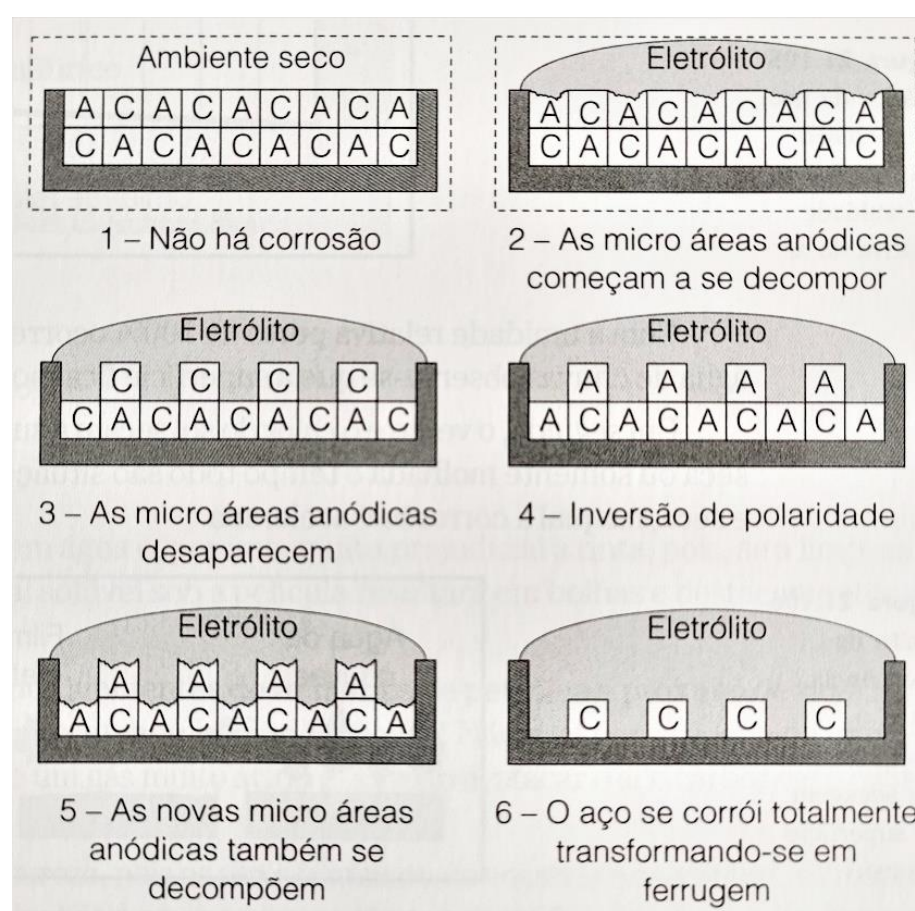 Ambiente seco
A C A C A C A C A
C A C A C A C A C
1 – Não há corrosão
Eletrólito
A C A C A C A C A
C A C A C A C A C
2 – As micro áreas anódicas
começam a se decompor
Eletrólito
C C C C
C A C A C A C A C
3 – As micro áreas anódicas
desaparecem
Eletrólito
A A A A
A C A C A C A C A
4 – Inversão de polaridade
Eletrólito
A A A A
A C A C A C A C A
5 – As novas micro áreas
anódicas também se
decompõem
Eletrólito
C C C C
6 – O aço se corrói totalmente
transformando-se em
ferrugem